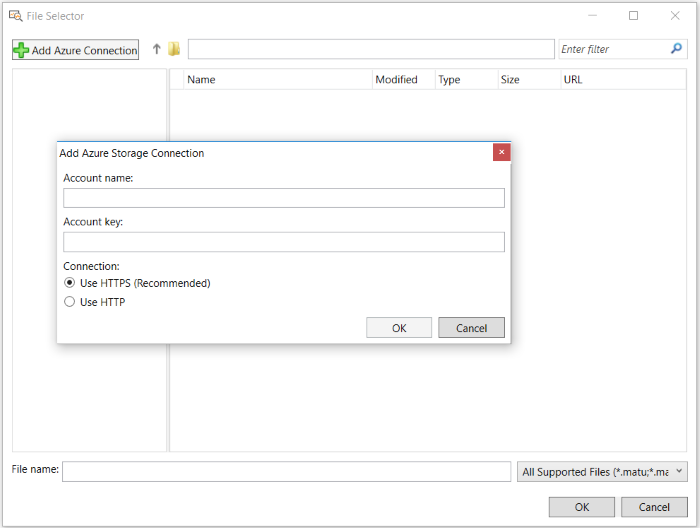 File Selector
Add Azure Connection
Enter filter
Name Modified Type Size URL
Add Azure Storage Connection
Account name:
Account key:
Connection:
Use HTTPS (Recommended)
Use HTTP
OK Cancel
File name:
All Supported Files (*.matu;*.ma
OK Cancel